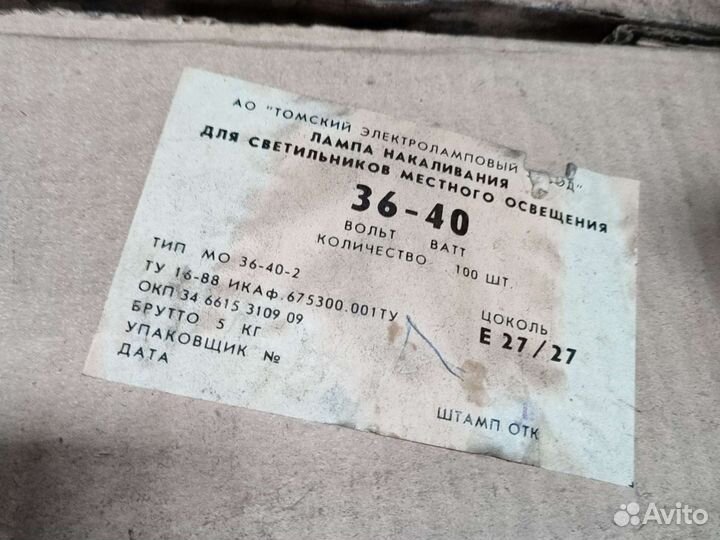 АО "ТОМСКИЙ ЭЛЕКТРОЛАМПОВЫЙ
ЛАМПА НАКАЛИВАНИЯ
ДЛЯ СВЕТИЛЬНИКОВ МЕСТНОГО ОСВЕЩЕНИЯ
36-40
ВОЛЬТ ВАТТ
КОЛИЧЕСТВО 100 ШТ.
ТИП МО 36-40-2
ТУ 16-88 ИКАФ.675300.001ТУ
ОКП 34 6615 3109 09
БРУТТО 5 КГ
УПАКОВЩИК №
ДАТА
ЦОКОЛЬ
Е 27/27
ШТАМП ОТК
Avito